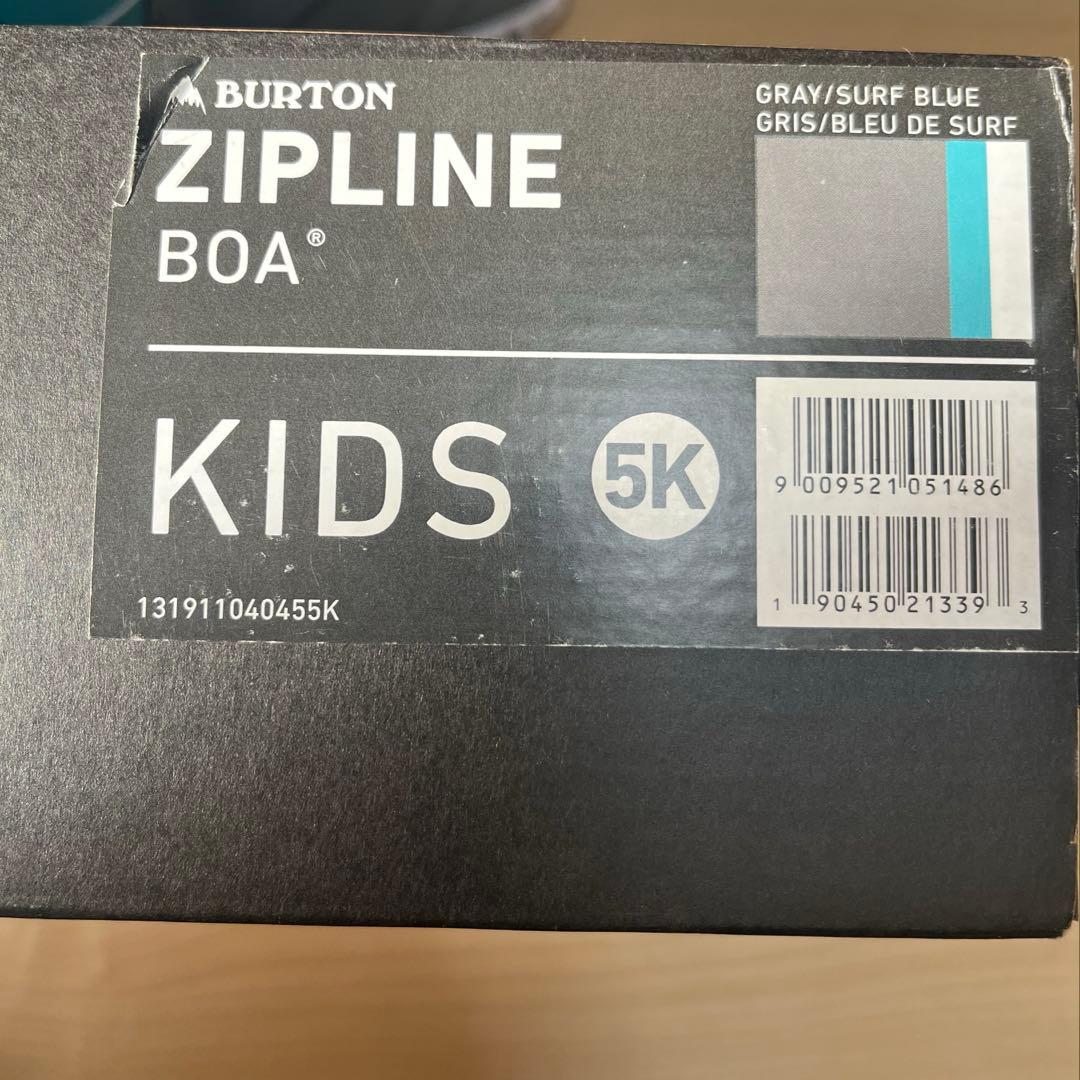 BURTON
ZIPLINE
BOA®
GRAY/SURF BLUE
GRIS/BLEU DE SURF
KIDS 5K
9 009521 051486
1 90450 21339 3
131911040455K